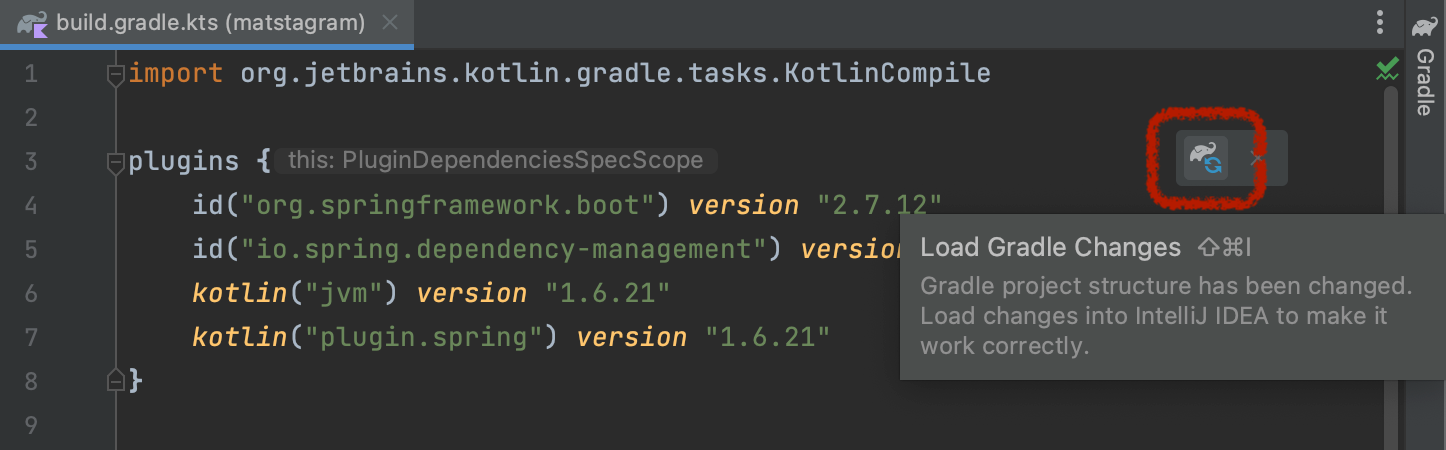 build.gradle.kts (matstagram)
Gradle
1 import org.jetbrains.kotlin.gradle.tasks.KotlinCompile
2
3 plugins { this: PluginDependenciesSpecScope
4 id("org.springframework.boot") version "2.7.12"
5 id("io.spring.dependency-management") version
6 kotlin("jvm") version "1.6.21"
7 kotlin("plugin.spring") version "1.6.21"
8 }
9
Load Gradle Changes ⇧⌘I
Gradle project structure has been changed.
Load changes into IntelliJ IDEA to make it
work correctly.